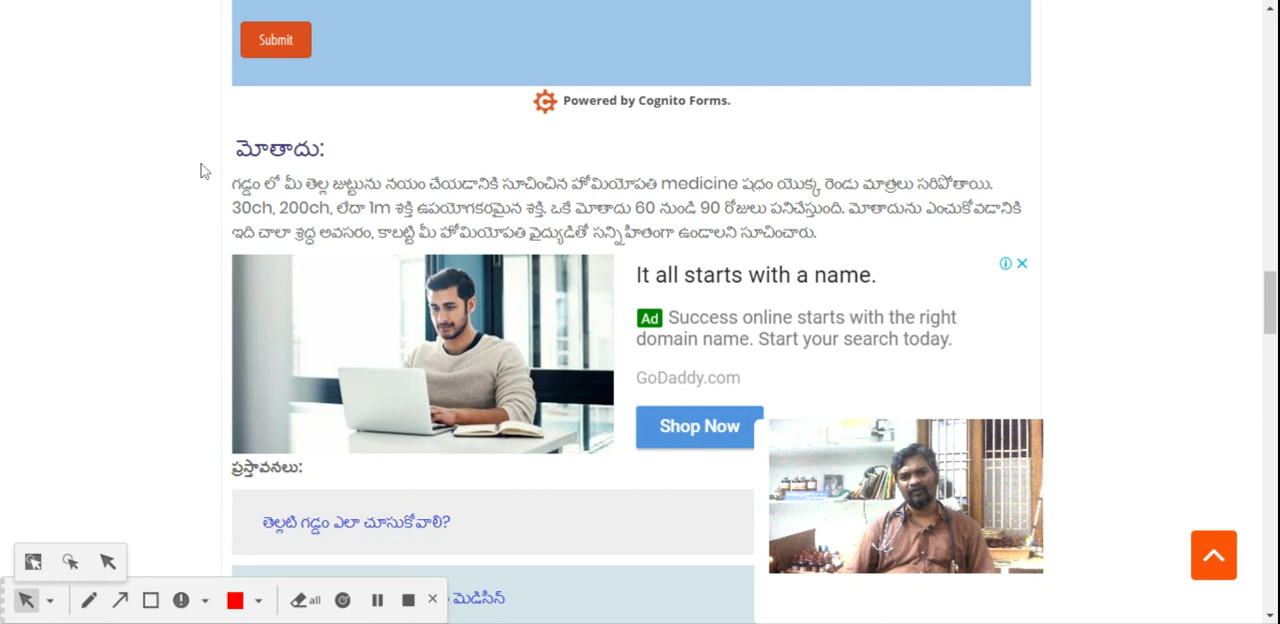 Submit
Powered by Cognito Forms.
మోతాదు:
గడ్డం లో మీ తెల్ల జుట్టును నయం చేయడానికి సూచించిన హోమియోపతి medicine షధం యొక్క రెండు మాత్రలు సరిపోతాయి.
30ch, 200ch, లేదా 1m శక్తి ఉపయోగకరమైన శక్తి. ఒకే మోతాదు 60 నుండి 90 రోజులు పనిచేస్తుంది. మోతాదును ఎంచుకోవడానికి
ఇది చాలా శ్రద్ధ అవసరం, కాబట్టి మీ హోమియోపతి వైద్యుడితో సన్నిహితంగా ఉండాలని సూచించారు.
It all starts with a name.
Ad Success online starts with the right
domain name. Start your search today.
GoDaddy.com
Shop Now
ప్రస్తావనలు:
తెల్లటి గడ్డం ఎలా చూసుకోవాలి?
మెడిసిన్
all